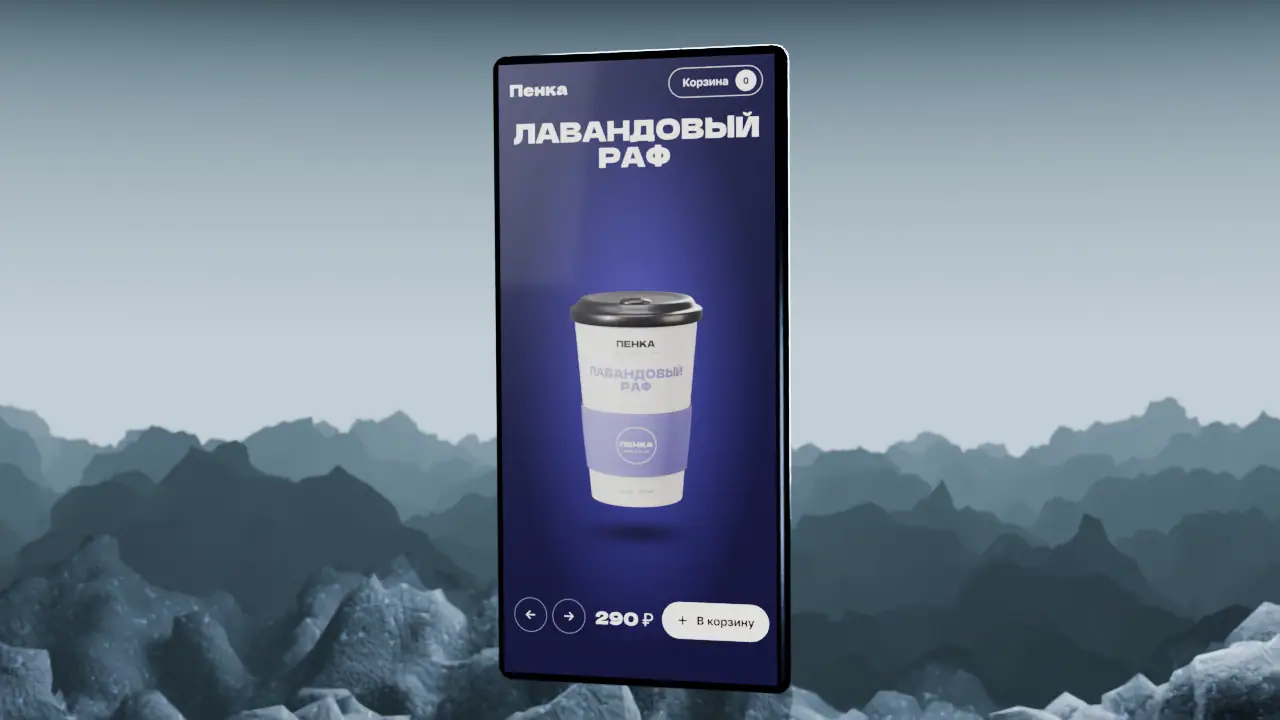 Пенка
Корзина 0
ЛАВАНДОВЫЙ
РАФ
ПЕНКА
ЛАВАНДОВЫЙ
РАФ
ПЕНКА
290 ₽
+ В корзину